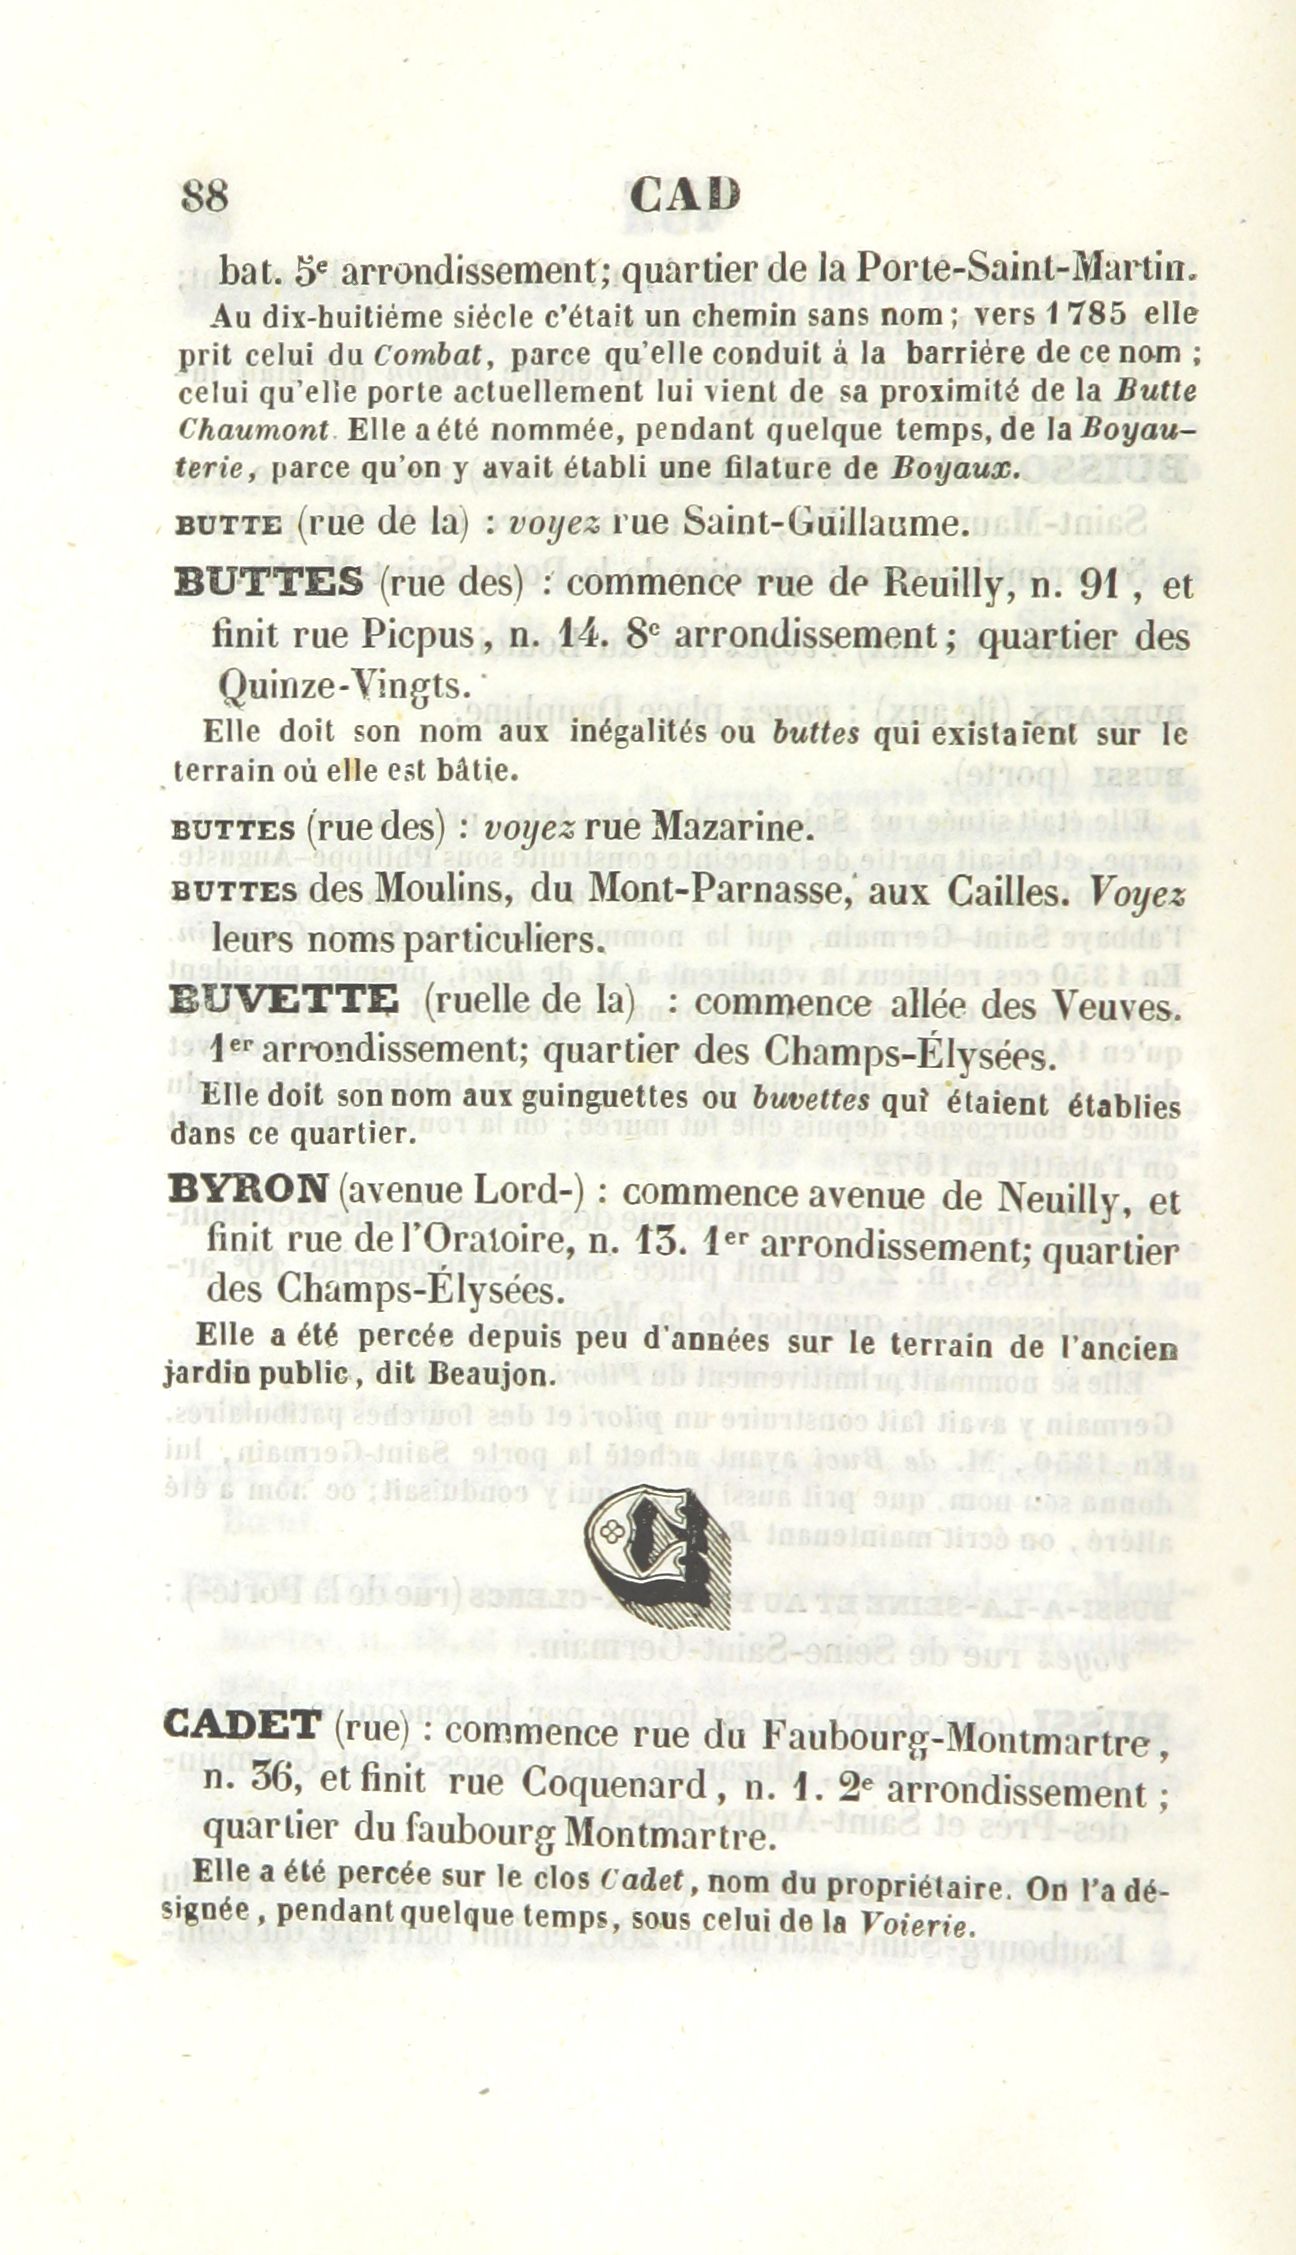 88
CAD
bat. 5e arrondissement; quartier de la Porte-Saint-Martin.
Au dix-huitième siècle c'était un chemin sans nom; vers 1785 elle
prit celui du Combat, parce qu'elle conduit à la barrière de ce nom;
celui qu'elle porte actuellement lui vient de sa proximité de la Butte
Chaumont. Elle a été nommée, pendant quelque temps, de la Boyau-
terie, parce qu'on y avait établi une filature de Boyaux.
BUTTE (rue de la) : voyez rue Saint-Guillaume.
BUTTES (rue des) : commence rue de Reuilly, n. 91, et
finit rue Picpus, n. 14. 8e arrondissement; quartier des
Quinze-Vingts.
Elle doit son nom aux inégalités ou buttes qui existaient sur le
terrain où elle est bâtie.
BUTTES (rue des) : voyez rue Mazarine.
BUTTES des Moulins, du Mont-Parnasse, aux Cailles. Voyez
leurs noms particuliers.
BUVETTE (ruelle de la) : commence allée des Veuves.
1er arrondissement; quartier des Champs-Élysées.
Elle doit son nom aux guinguettes ou buvettes qui étaient établies
dans ce quartier.
BYRON (avenue Lord-) : commence avenue de Neuilly, et
finit rue de l'Oratoire, n. 13. 1er arrondissement; quartier
des Champs-Élysées.
Elle a été percée depuis peu d'années sur le terrain de l'ancien
jardin public, dit Beaujon.
C
CADET (rue) : commence rue du Faubourg-Montmartre,
n. 36, et finit rue Coquenard, n. 1. 2e arrondissement;
quartier du faubourg Montmartre.
Elle a été percée sur le clos Cadet, nom du propriétaire. On l'a dé-
signée, pendant quelque temps, sous celui de la Voierie.